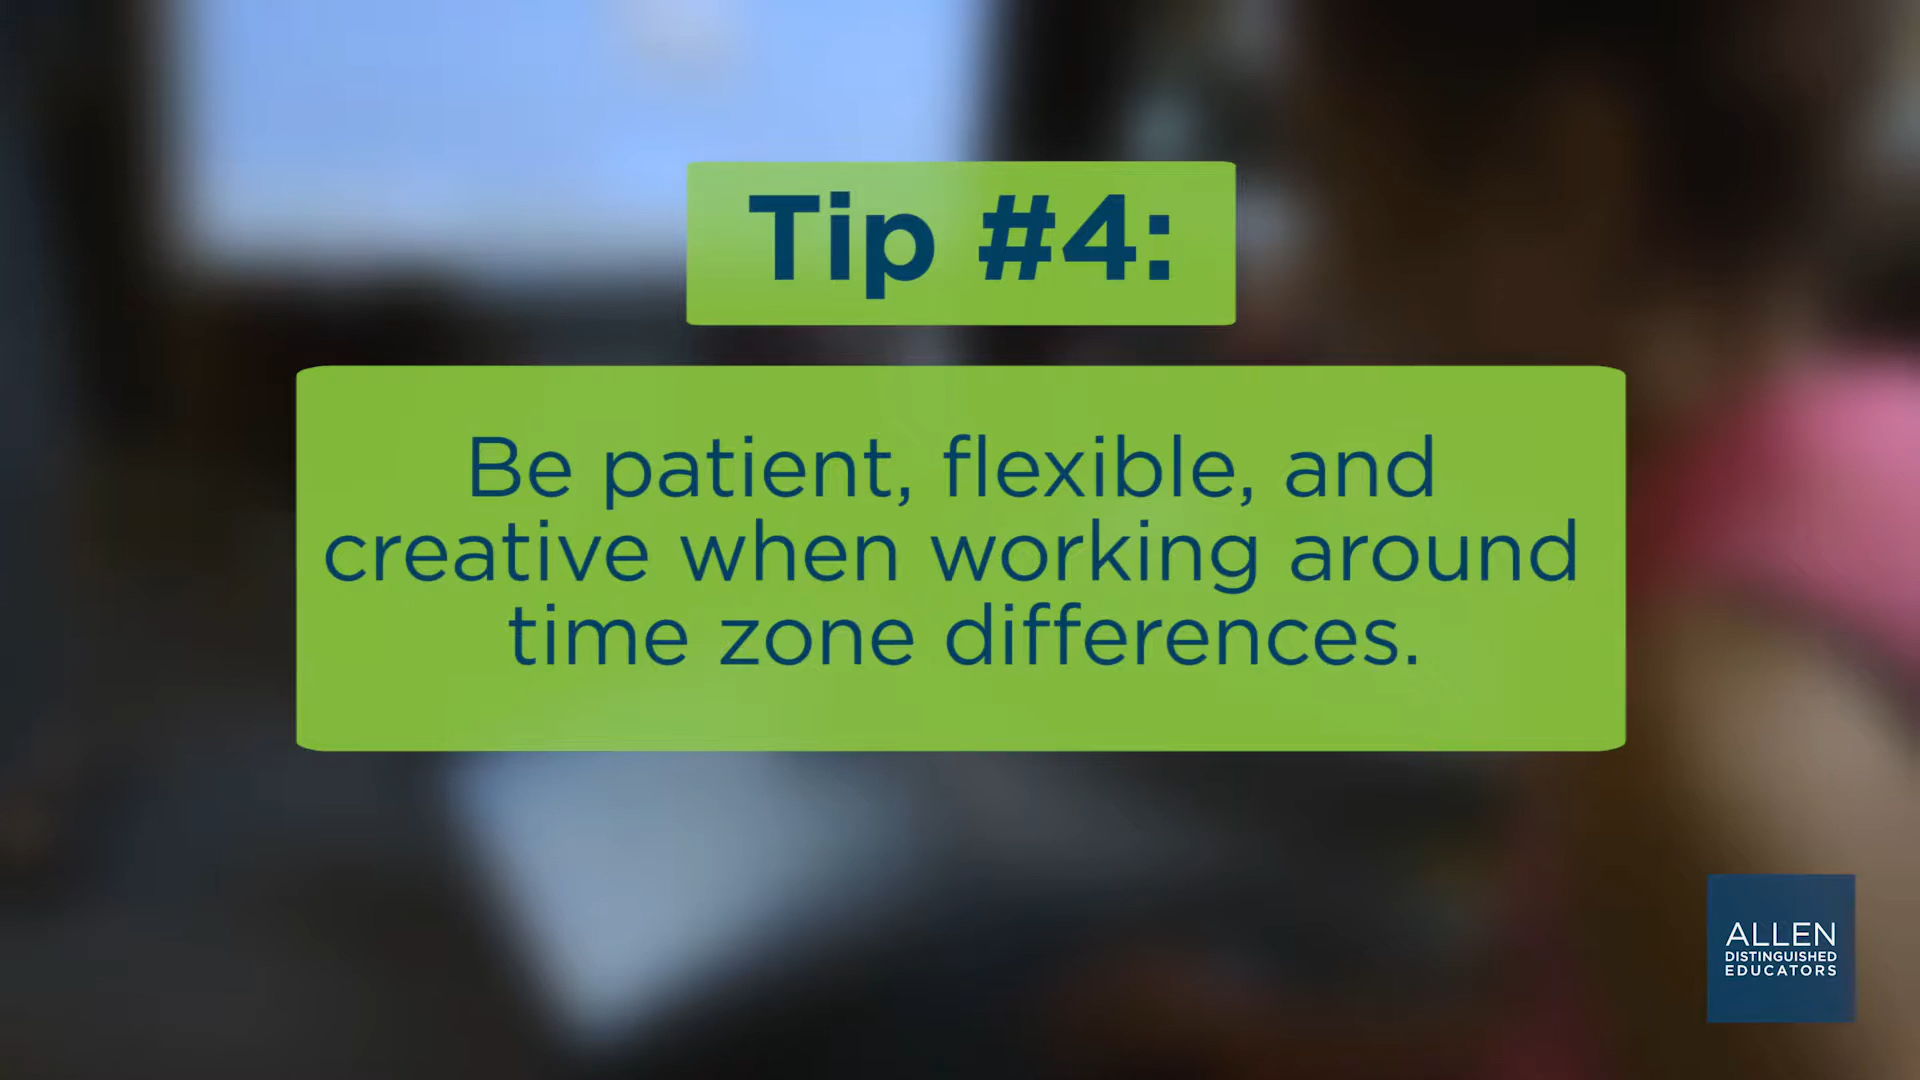 Tip #4:
Be patient, flexible, and
creative when working around
time zone differences.
ALLEN
DISTINGUISHED
EDUCATORS